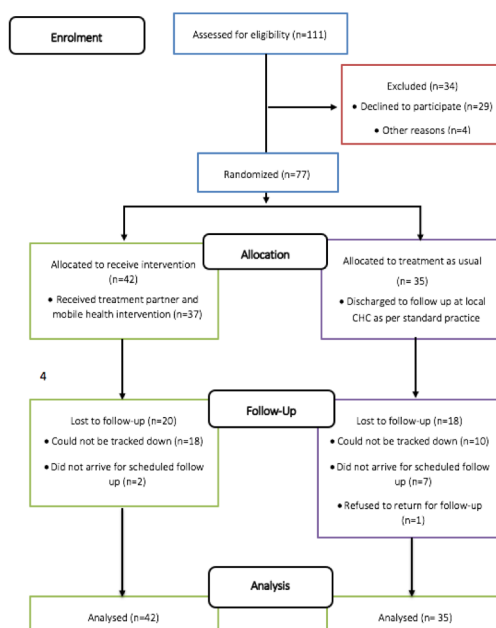 Enrolment
Assessed for eligibility (n=111)
Excluded (n=34)
• Declined to participate (n=29)
• Other reasons (n=4)
Randomized (n=77)
Allocation
Allocated to receive intervention
(n=42)
• Received treatment partner and
mobile health intervention (n=37)
Allocated to treatment as usual
(n= 35)
• Discharged to follow up at local
CHC as per standard practice
4
Follow-Up
Lost to follow-up (n=20)
• Could not be tracked down (n=18)
• Did not arrive for scheduled follow
up (n=2)
Lost to follow-up (n=18)
• Could not be tracked down (n=10)
• Did not arrive for scheduled follow
up (n=7)
• Refused to return for follow-up
(n=1)
Analysis
Analysed (n=42)
Analysed (n= 35)